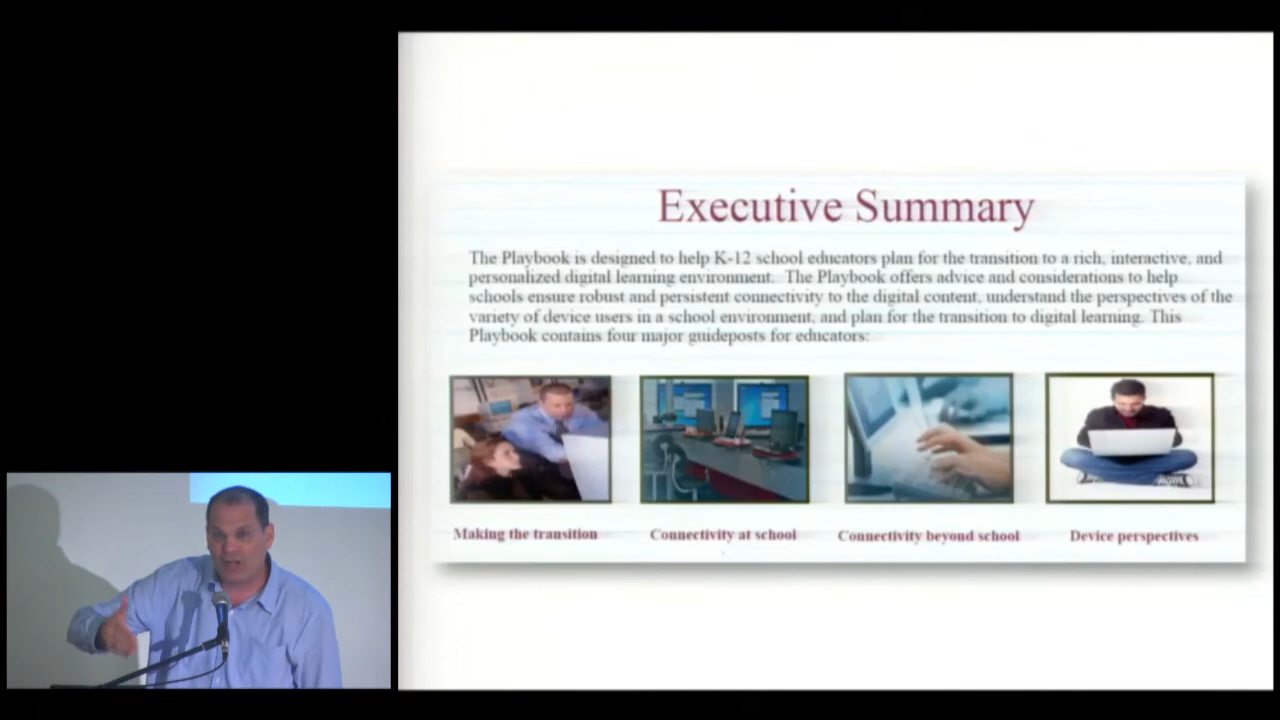 Executive Summary
The Playbook is designed to help K-12 school educators plan for the transition to a rich, interactive, and
personalized digital learning environment. The Playbook offers advice and considerations to help
schools ensure robust and persistent connectivity to the digital content, understand the perspectives of the
variety of device users in a school environment, and plan for the transition to digital learning. This
Playbook contains four major guideposts for educators:
Making the transition
Connectivity at school
Connectivity beyond school
Device perspectives